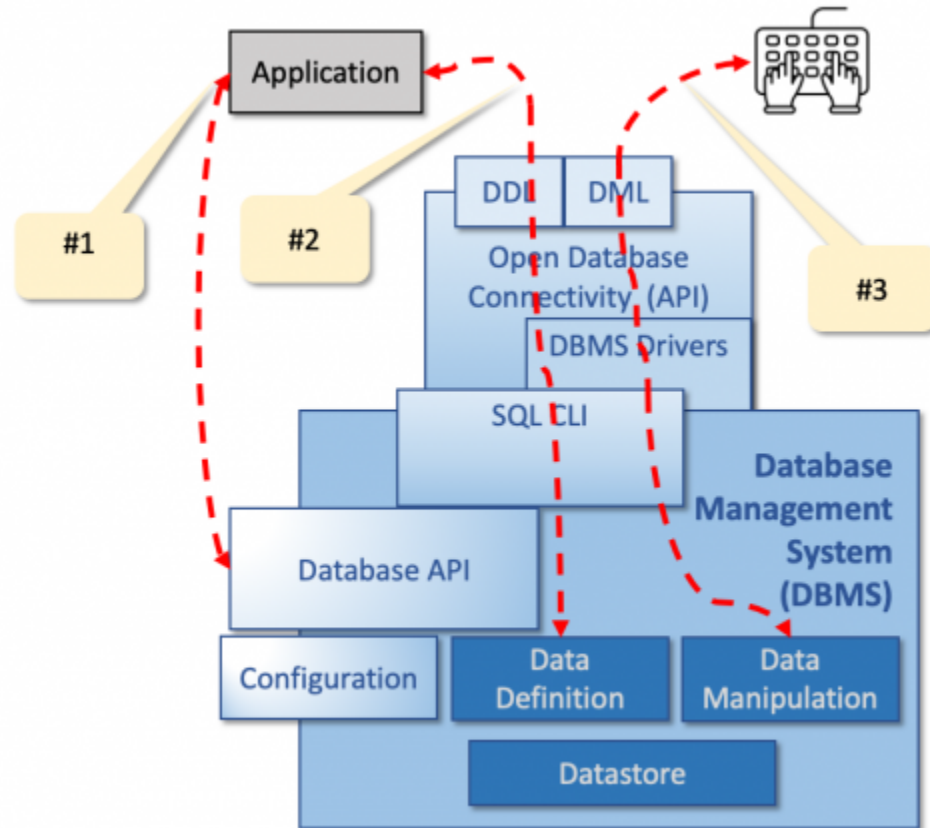 Application
#1
#2
#3
DDL
DML
Open Database
Connectivity (API)
DBMS Drivers
SQL CLI
Database
Management
System
(DBMS)
Database API
Configuration
Data
Definition
Data
Manipulation
Datastore